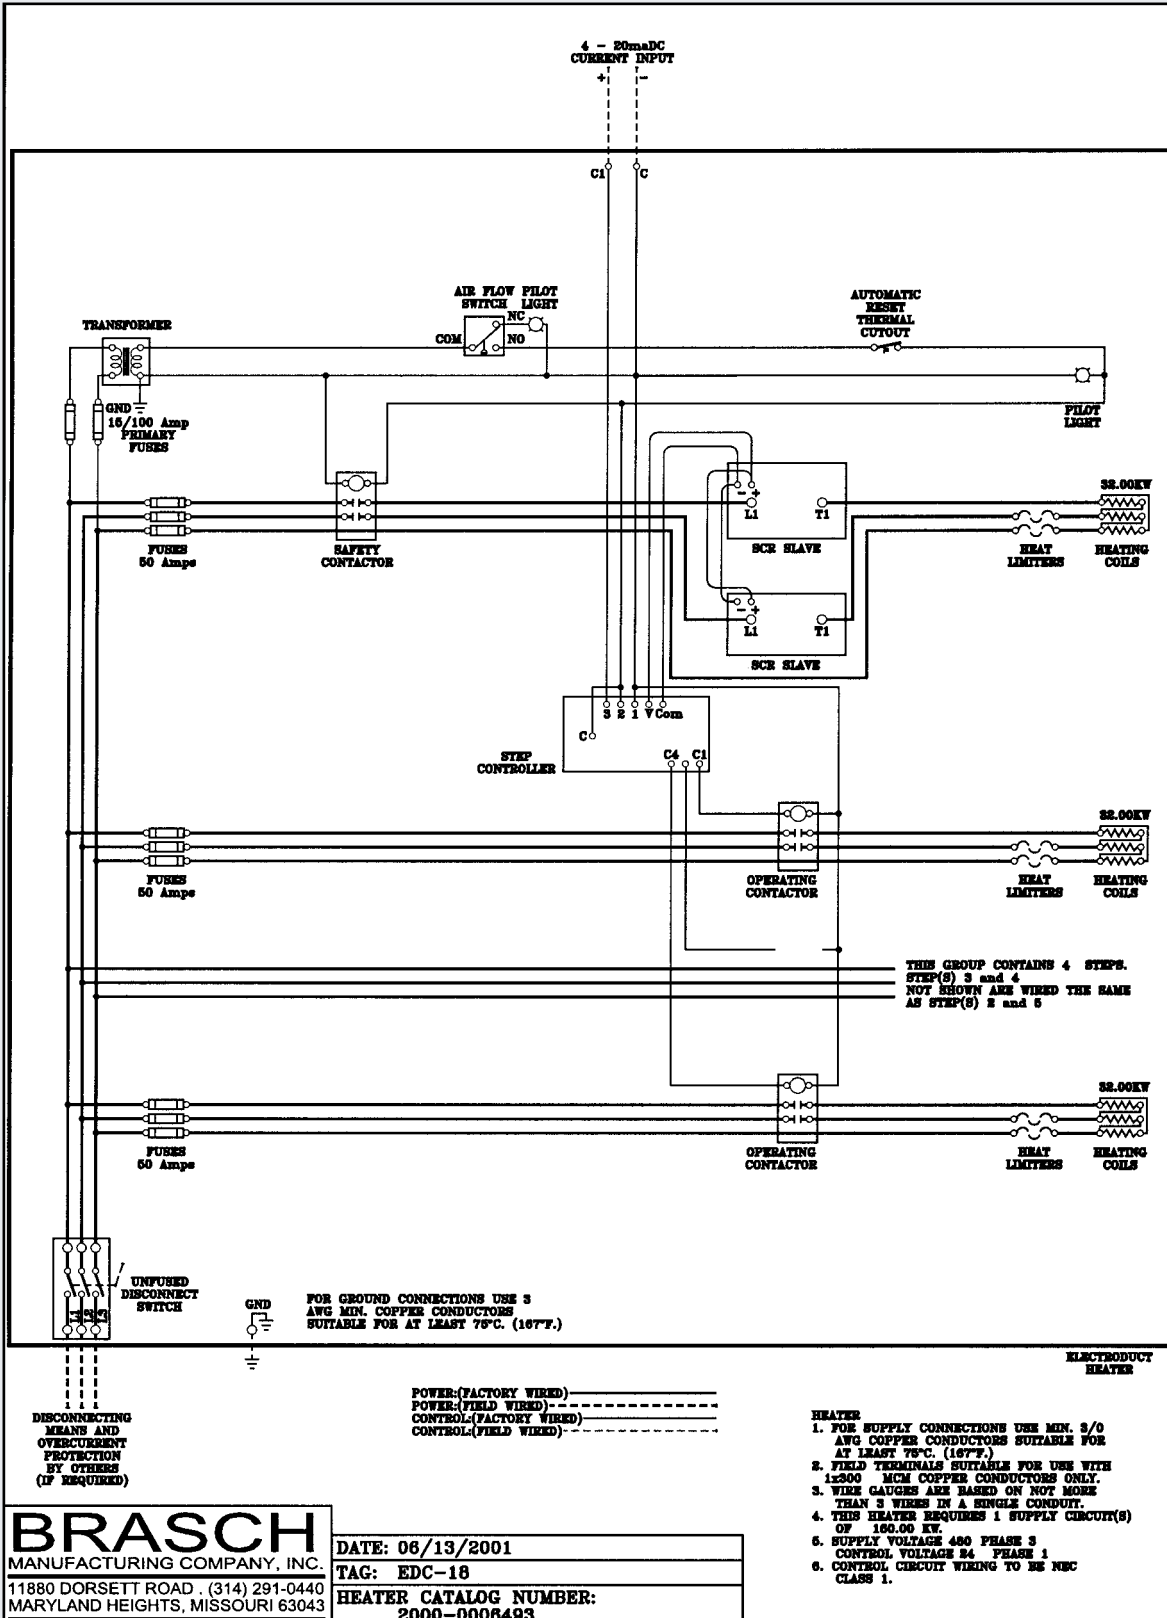 4 - 20maDC
CURRENT INPUT
+ -
C1 C
AIR FLOW PILOT
SWITCH LIGHT
NC
COM
NO
AUTOMATIC
RESET
THERMAL
CUTOUT
TRANSFORMER
GND
15/100 Amp
PRIMARY
FUSES
PILOT
LIGHT
- +
L1 T1
SCR SLAVE
32.00KW
FUSES
50 Amps
SAFETY
CONTACTOR
HEAT
LIMITERS
HEATING
COILS
- +
L1 T1
SCR SLAVE
3 2 1 V Com
C
C4 C1
STEP
CONTROLLER
32.00KW
FUSES
50 Amps
OPERATING
CONTACTOR
HEAT
LIMITERS
HEATING
COILS
THIS GROUP CONTAINS 4 STEPS.
STEP(S) 3 and 4
NOT SHOWN ARE WIRED THE SAME
AS STEP(S) 2 and 5
32.00KW
FUSES
50 Amps
OPERATING
CONTACTOR
HEAT
LIMITERS
HEATING
COILS
UNFUSED
DISCONNECT
SWITCH
L1 L2 L3
GND
FOR GROUND CONNECTIONS USE 3
AWG MIN. COPPER CONDUCTORS
SUITABLE FOR AT LEAST 75°C. (167°F.)
ELECTRODUCT
HEATER
DISCONNECTING
MEANS AND
OVERCURRENT
PROTECTION
BY OTHERS
(IF REQUIRED)
POWER:(FACTORY WIRED)
POWER:(FIELD WIRED)
CONTROL:(FACTORY WIRED)
CONTROL:(FIELD WIRED)
HEATER
1. FOR SUPPLY CONNECTIONS USE MIN. 3/0
AWG COPPER CONDUCTORS SUITABLE FOR
AT LEAST 75°C. (167°F.)
2. FIELD TERMINALS SUITABLE FOR USE WITH
1x300 MCM COPPER CONDUCTORS ONLY.
3. WIRE GAUGES ARE BASED ON NOT MORE
THAN 3 WIRES IN A SINGLE CONDUIT.
4. THIS HEATER REQUIRES 1 SUPPLY CIRCUIT(S)
OF 160.00 KW.
5. SUPPLY VOLTAGE 480 PHASE 3
CONTROL VOLTAGE 24 PHASE 1
6. CONTROL CIRCUIT WIRING TO BE NEC
CLASS 1.
BRASCH
MANUFACTURING COMPANY, INC.
11880 DORSETT ROAD . (314) 291-0440
MARYLAND HEIGHTS, MISSOURI 63043
DATE: 06/13/2001
TAG: EDC-18
HEATER CATALOG NUMBER:
2000-0006493